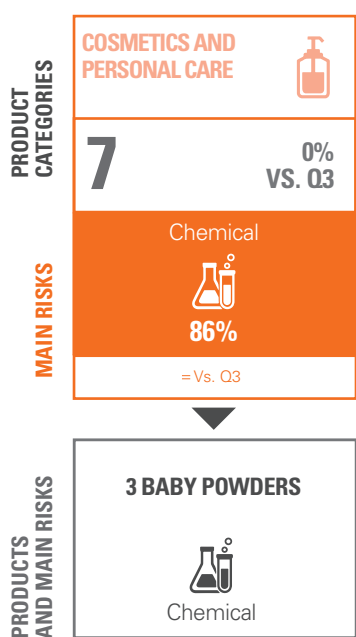 PRODUCT
CATEGORIES
COSMETICS AND
PERSONAL CARE
7
0%
VS. Q3
MAIN RISKS
Chemical
86%
= Vs. Q3
PRODUCTS
AND MAIN RISKS
3 BABY POWDERS
Chemical